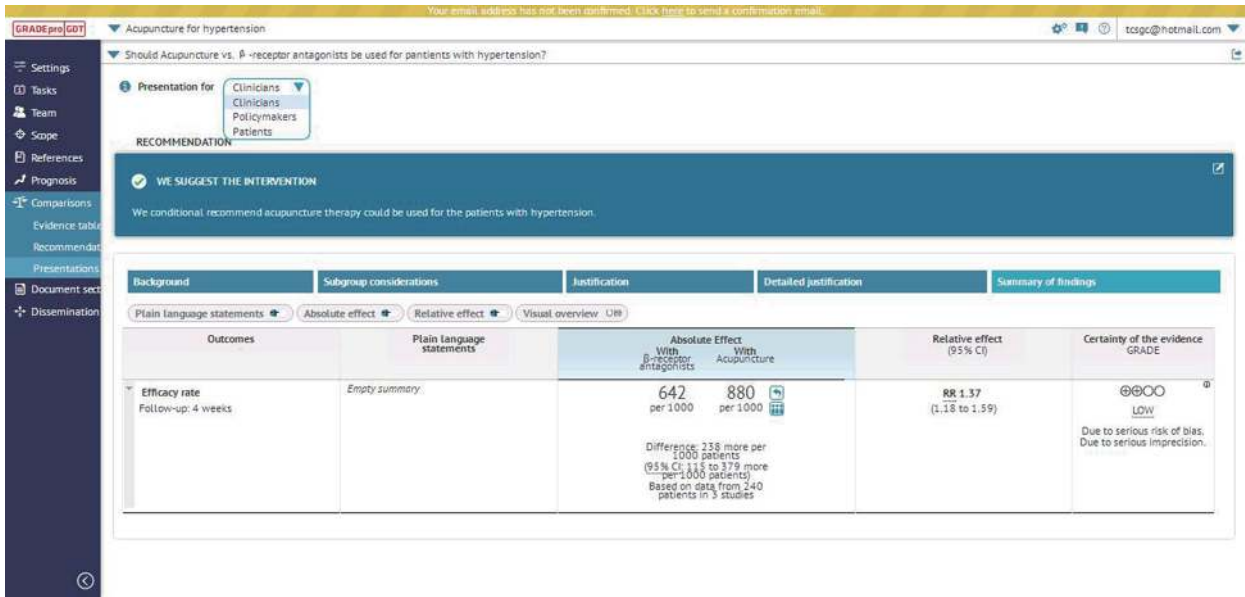 Your email address has not been confirmed. Click here to send a confirmation email.
GRADEpro GDT
Acupuncture for hypertension
tcsgc@hotmail.com
Should Acupuncture vs. β -receptor antagonists be used for pantients with hypertension?
Settings
Tasks
Team
Scope
References
Prognosis
Comparisons
Evidence table
Recommendat
Presentations
Document sect
Dissemination
Presentation for
Clinicians
Clinicians
Policymakers
Patients
RECOMMENDATION
WE SUGGEST THE INTERVENTION
We conditional recommend acupuncture therapy could be used for the patients with hypertension.
Background
Subgroup considerations
Justification
Detailed justification
Summary of findings
Plain language statements
Absolute effect
Relative effect
Visual overview
Outcomes
Plain language
statements
Absolute Effect
With
β-receptor
antagonists
With
Acupuncture
Relative effect
(95% CI)
Certainty of the evidence
GRADE
Efficacy rate
Follow-up: 4 weeks
Empty summary
642
per 1000
880
per 1000
Difference: 238 more per
1000 patients
(95% CI: 115 to 379 more
per 1000 patients)
Based on data from 240
patients in 3 studies
RR 1.37
(1.18 to 1.59)
LOW
Due to serious risk of bias.
Due to serious imprecision.